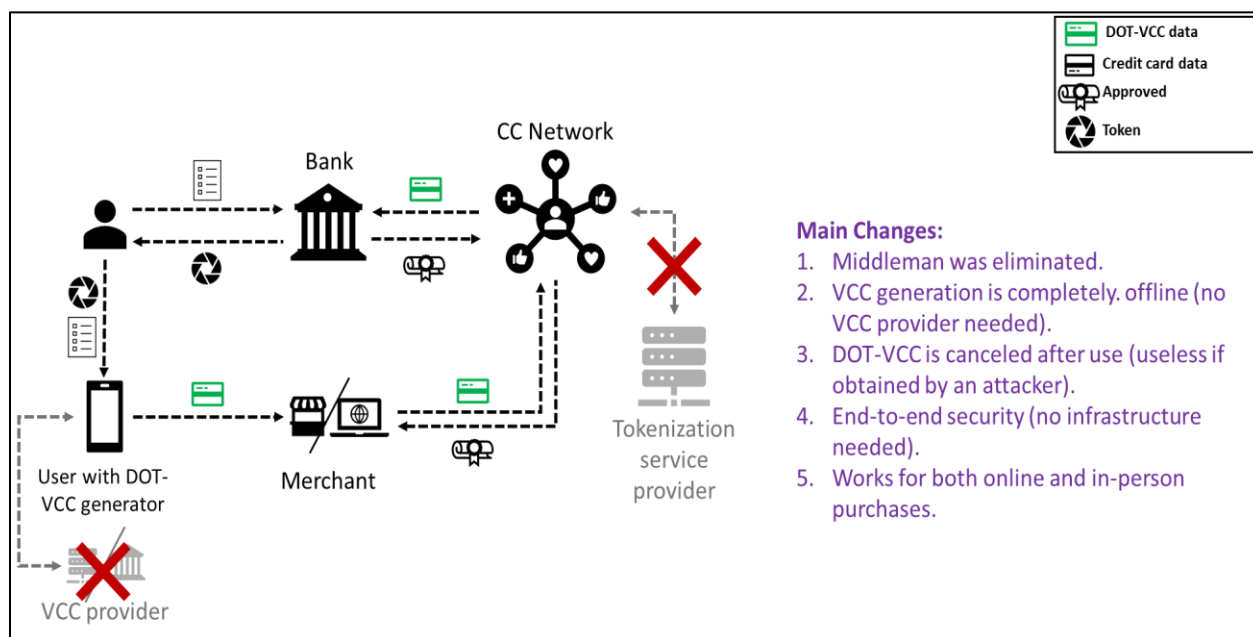 DOT-VCC data
Credit card data
Approved
Token
CC Network
Bank
Main Changes:
1. Middleman was eliminated.
2. VCC generation is completely. offline (no
VCC provider needed).
3. DOT-VCC is canceled after use (useless if
obtained by an attacker).
4. End-to-end security (no infrastructure
needed).
5. Works for both online and in-person
purchases.
Tokenization
service
provider
Merchant
User with DOT-
VCC generator
VCC provider